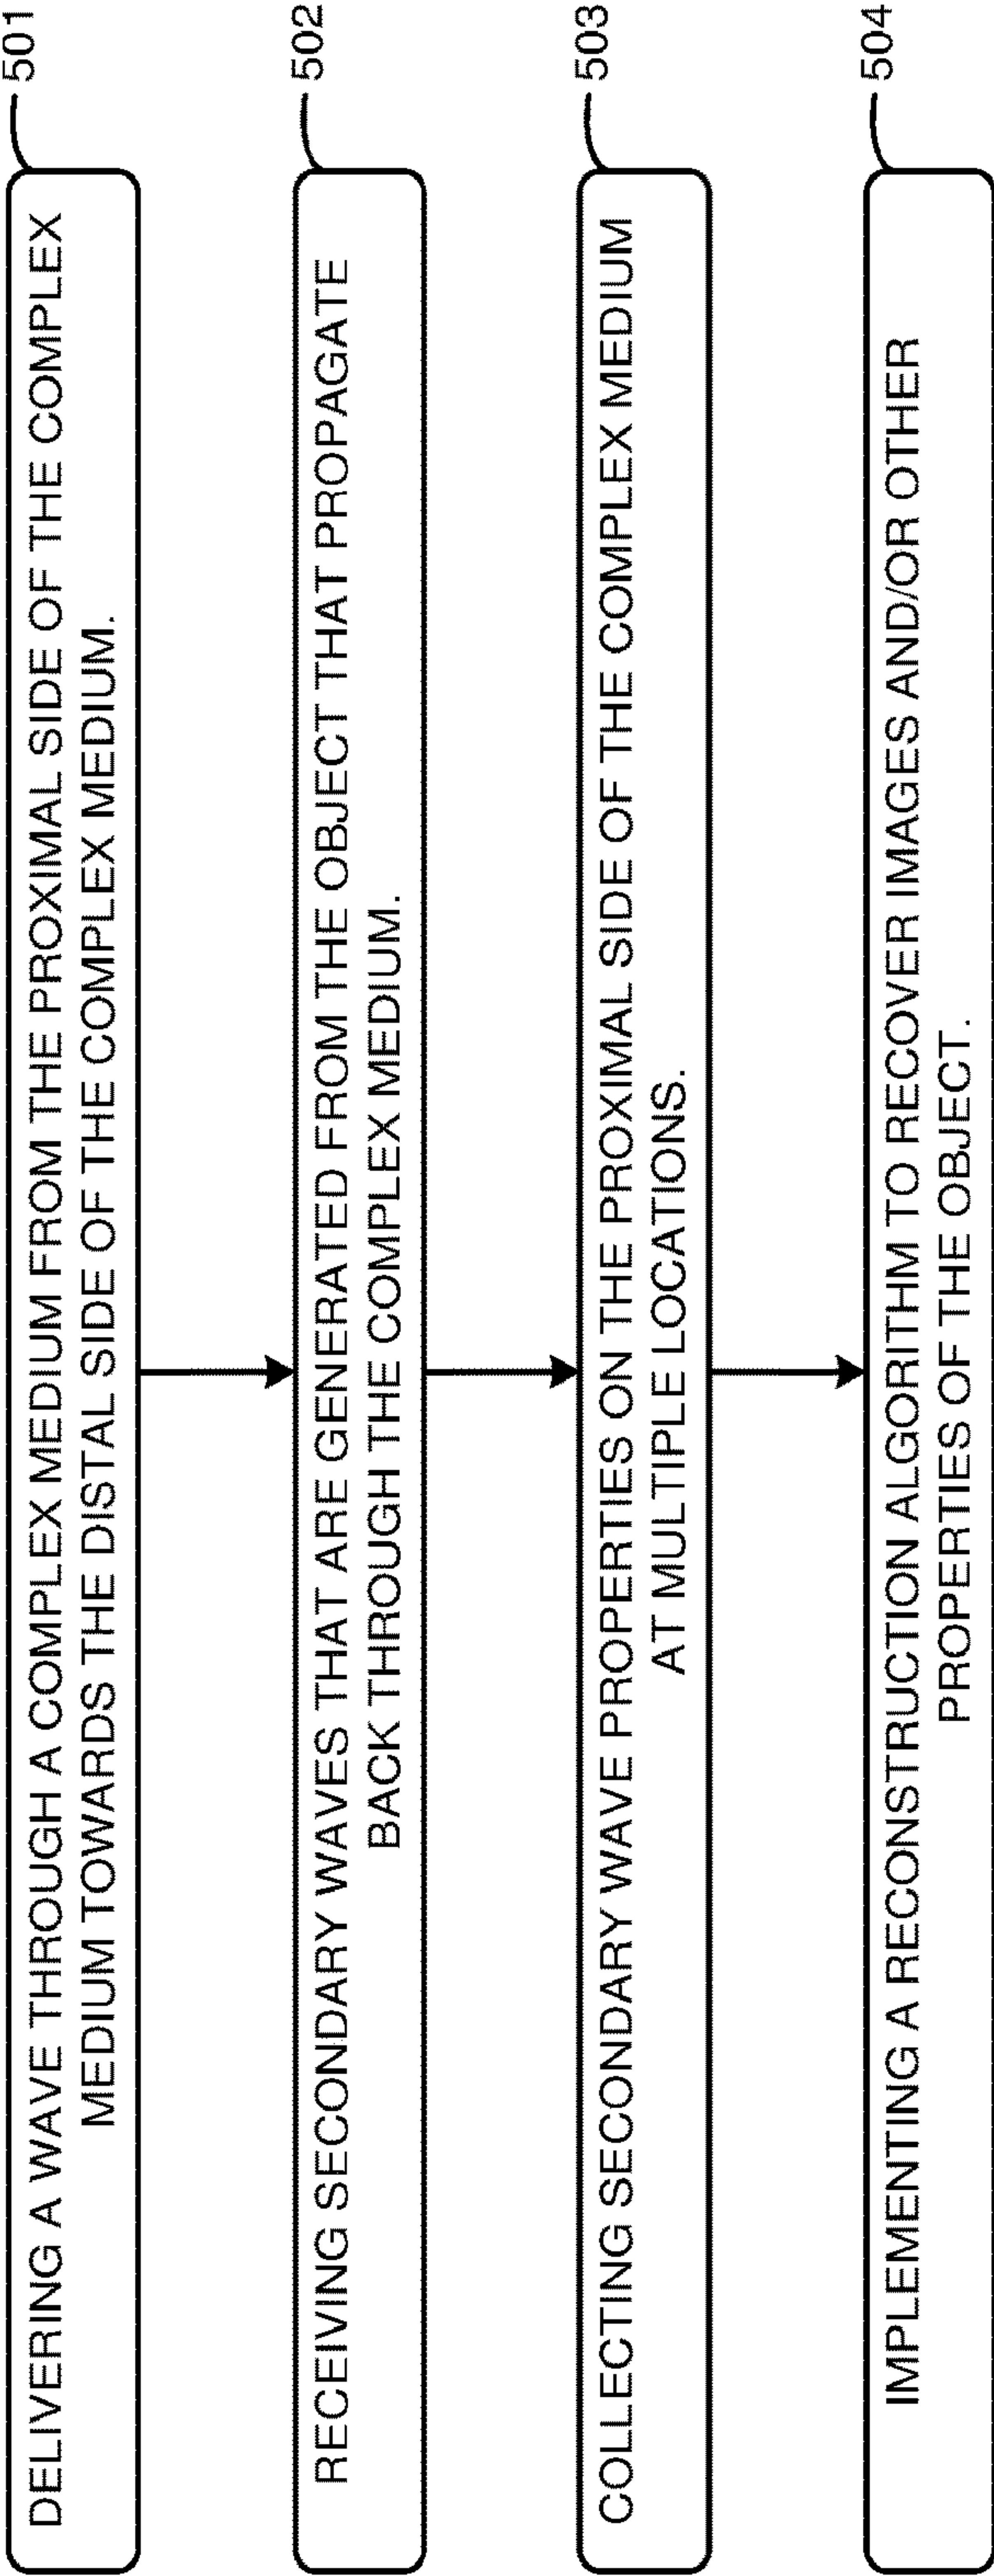 DELIVERING A WAVE THROUGH A COMPLEX MEDIUM FROM THE PROXIMAL SIDE OF THE COMPLEX
MEDIUM TOWARDS THE DISTAL SIDE OF THE COMPLEX MEDIUM.
501
RECEIVING SECONDARY WAVES THAT ARE GENERATED FROM THE OBJECT THAT PROPAGATE
BACK THROUGH THE COMPLEX MEDIUM.
502
COLLECTING SECONDARY WAVE PROPERTIES ON THE PROXIMAL SIDE OF THE COMPLEX MEDIUM
AT MULTIPLE LOCATIONS.
503
IMPLEMENTING A RECONSTRUCTION ALGORITHM TO RECOVER IMAGES AND/OR OTHER
PROPERTIES OF THE OBJECT.
504